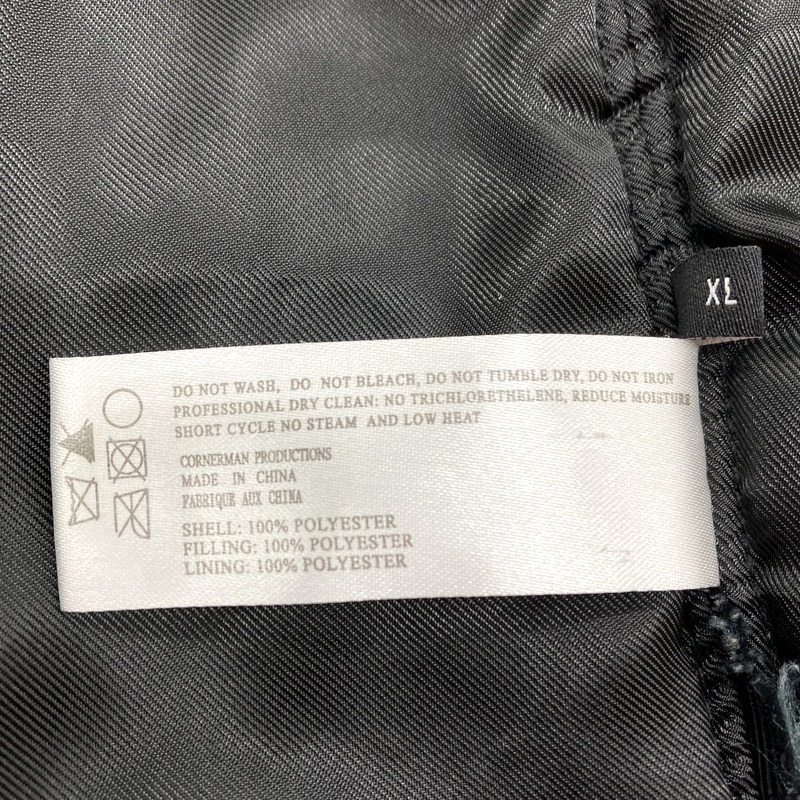 XL
DO NOT WASH, DO NOT BLEACH, DO NOT TUMBLE DRY, DO NOT IRON
PROFESSIONAL DRY CLEAN: NO TRICHLORETHELENE, REDUCE MOISTURE
SHORT CYCLE NO STEAM AND LOW HEAT
CORNERMAN PRODUCTIONS
MADE IN CHINA
FABRIQUE AUX CHINA
SHELL: 100% POLYESTER
FILLING: 100% POLYESTER
LINING: 100% POLYESTER